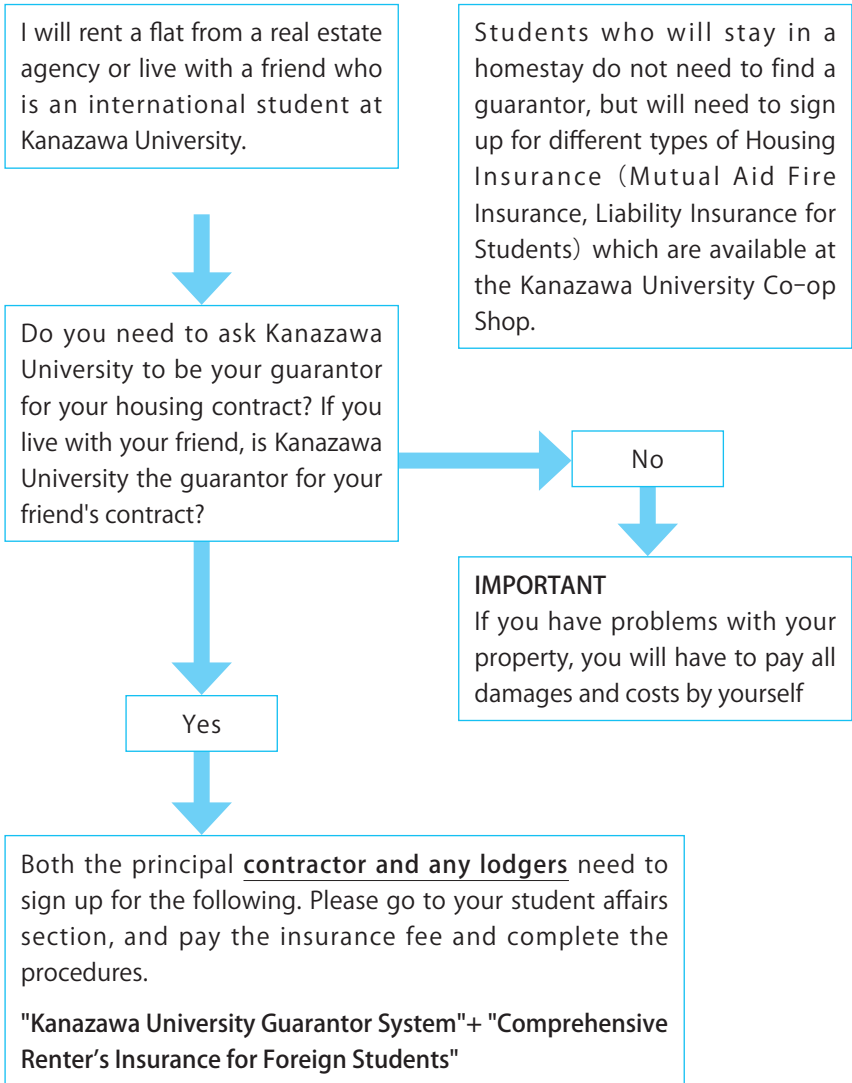 I will rent a flat from a real estate
agency or live with a friend who
is an international student at
Kanazawa University.
Students who will stay in a
homestay do not need to find a
guarantor, but will need to sign
up for different types of Housing
Insurance（Mutual Aid Fire
Insurance, Liability Insurance for
Students）which are available at
the Kanazawa University Co-op
Shop.
Do you need to ask Kanazawa
University to be your guarantor
for your housing contract? If you
live with your friend, is Kanazawa
University the guarantor for your
friend's contract?
No
IMPORTANT
If you have problems with your
property, you will have to pay all
damages and costs by yourself
Yes
Both the principal contractor and any lodgers need to
sign up for the following. Please go to your student affairs
section, and pay the insurance fee and complete the
procedures.
"Kanazawa University Guarantor System"+ "Comprehensive
Renter’s Insurance for Foreign Students"